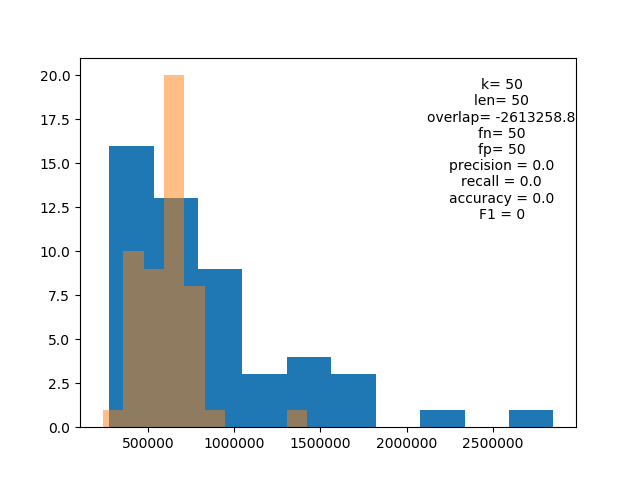 20.0
17.5
15.0
12.5
10.0
7.5
5.0
2.5
0.0
500000 1000000 1500000 2000000 2500000
k= 50
len= 50
overlap= -2613258.8
fn= 50
fp= 50
precision = 0.0
recall = 0.0
accuracy = 0.0
F1 = 0